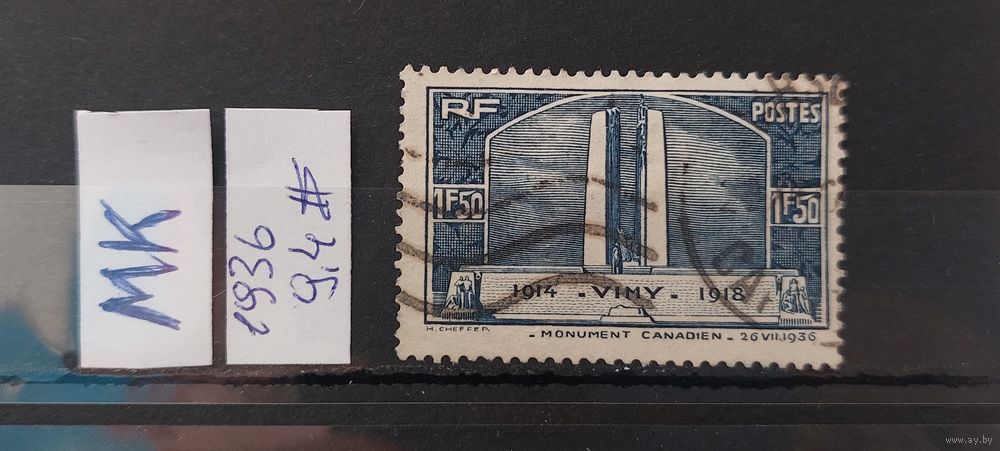 MK
1936
9,4 #
RF
POSTES
1F50
1F50
1914 - VIMY - 1918
H. CHEFFER
- MONUMENT CANADIEN - 26 VII.1936
CA
www.ay.by